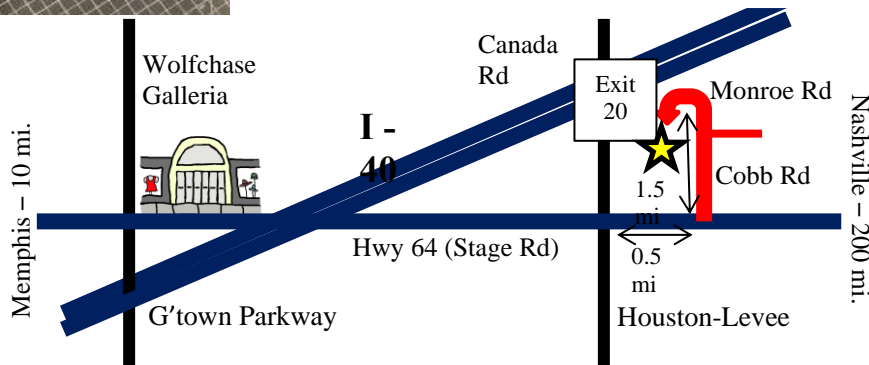 Canada
Rd
Wolfchase
Galleria
Exit
20
Monroe Rd
I -
40
Memphis – 10 mi.
Nashville – 200 mi.
Cobb Rd
1.5
mi
Hwy 64 (Stage Rd)
0.5
mi
G’town Parkway
Houston-Levee